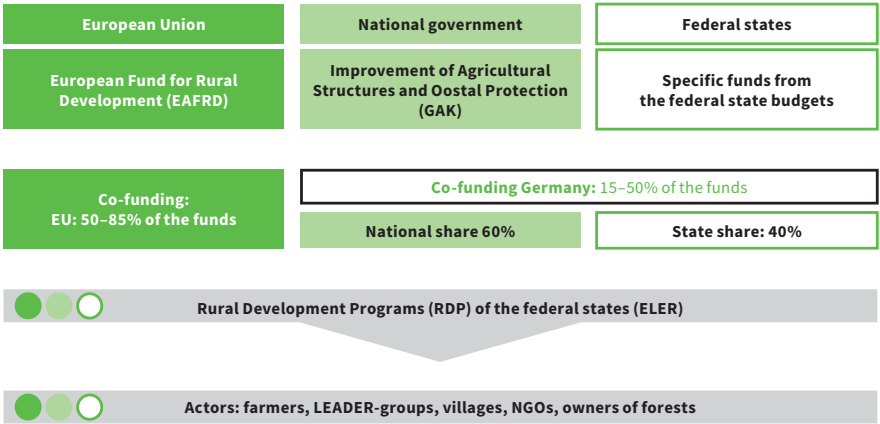 European Union
National government
Federal states
European Fund for Rural
Development (EAFRD)
Improvement of Agricultural
Structures and Oostal Protection
(GAK)
Specific funds from
the federal state budgets
Co-funding:
EU: 50–85% of the funds
Co-funding Germany: 15–50% of the funds
National share 60%
State share: 40%
Rural Development Programs (RDP) of the federal states (ELER)
Actors: farmers, LEADER-groups, villages, NGOs, owners of forests